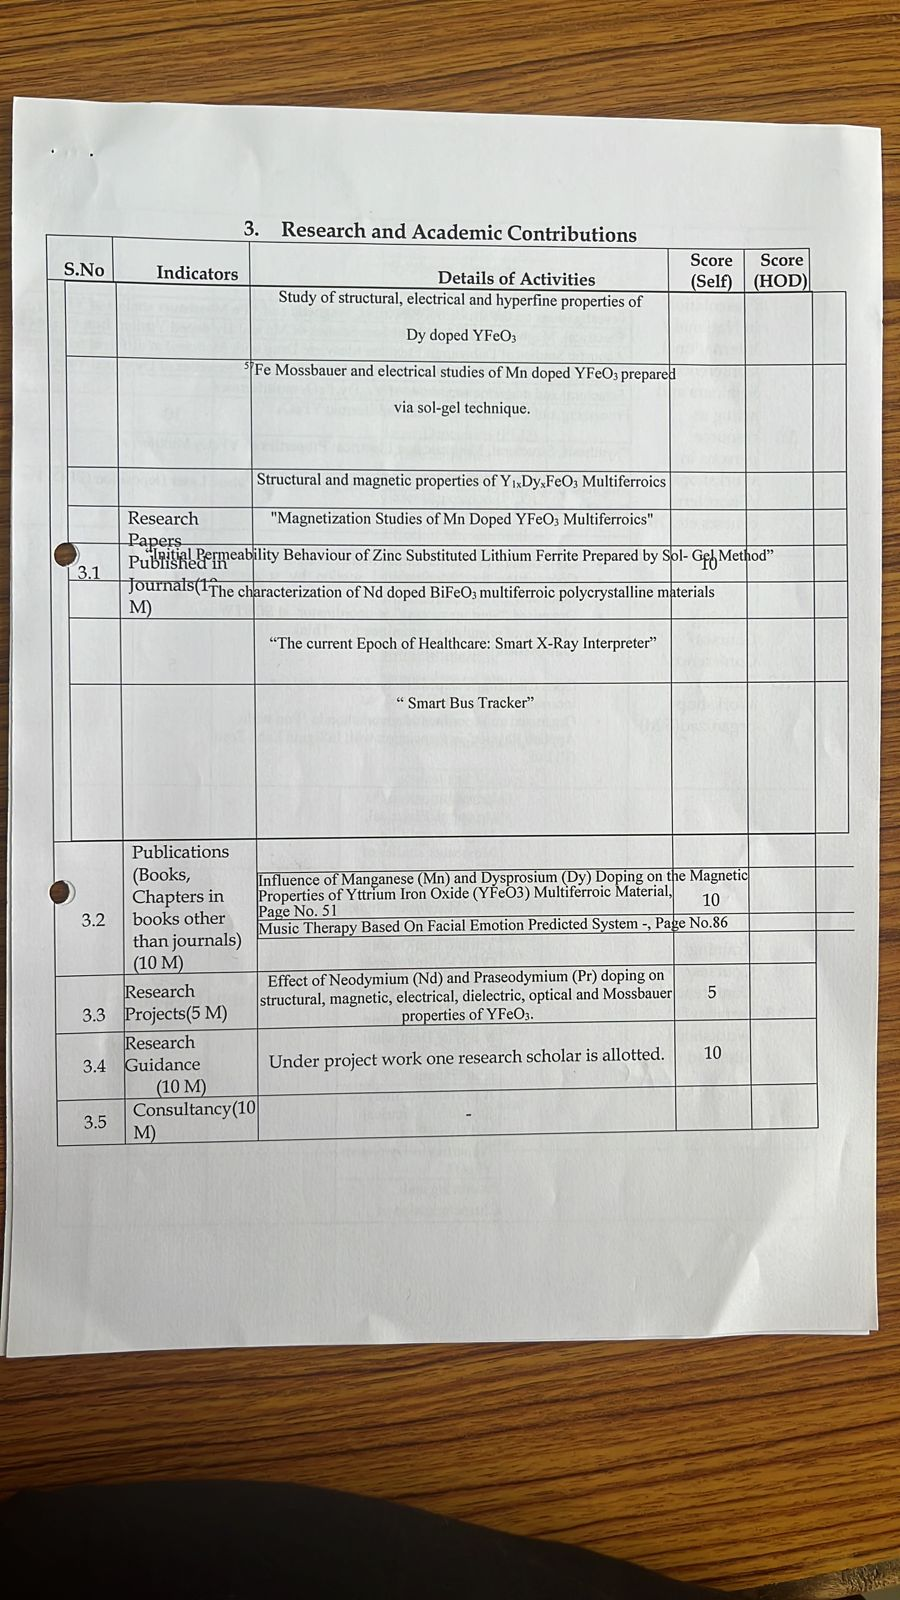 3. Research and Academic Contributions
S.No Indicators Details of Activities Score (Self) Score (HOD)
Study of structural, electrical and hyperfine properties of
Dy doped YFeO₃
⁵⁷Fe Mossbauer and electrical studies of Mn doped YFeO₃ prepared
via sol-gel technique.
Structural and magnetic properties of Y₁ₓDyₓFeO₃ Multiferroics
3.1
Research
Papers
Published in
Journals(1
M)
"Magnetization Studies of Mn Doped YFeO₃ Multiferroics"
“Initial Permeability Behaviour of Zinc Substituted Lithium Ferrite Prepared by Sol- Gel Method”
10
The characterization of Nd doped BiFeO₃ multiferroic polycrystalline materials
“The current Epoch of Healthcare: Smart X-Ray Interpreter”
“ Smart Bus Tracker”
3.2
Publications
(Books,
Chapters in
books other
than journals)
(10 M)
Influence of Manganese (Mn) and Dysprosium (Dy) Doping on the Magnetic
Properties of Yttrium Iron Oxide (YFeO3) Multiferroic Material,
Page No. 51
Music Therapy Based On Facial Emotion Predicted System -, Page No.86
10
3.3
Research
Projects(5 M)
Effect of Neodymium (Nd) and Praseodymium (Pr) doping on
structural, magnetic, electrical, dielectric, optical and Mossbauer
properties of YFeO₃.
5
3.4
Research
Guidance
(10 M)
Under project work one research scholar is allotted.
10
3.5
Consultancy(10
M)
-